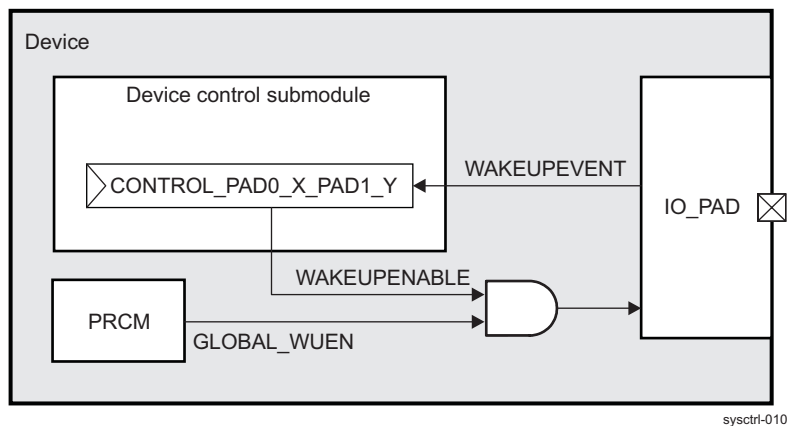 Device
Device control submodule
CONTROL_PAD0_X_PAD1_Y
WAKEUPEVENT
IO_PAD
WAKEUPENABLE
PRCM
GLOBAL_WUEN
sysctrl-010